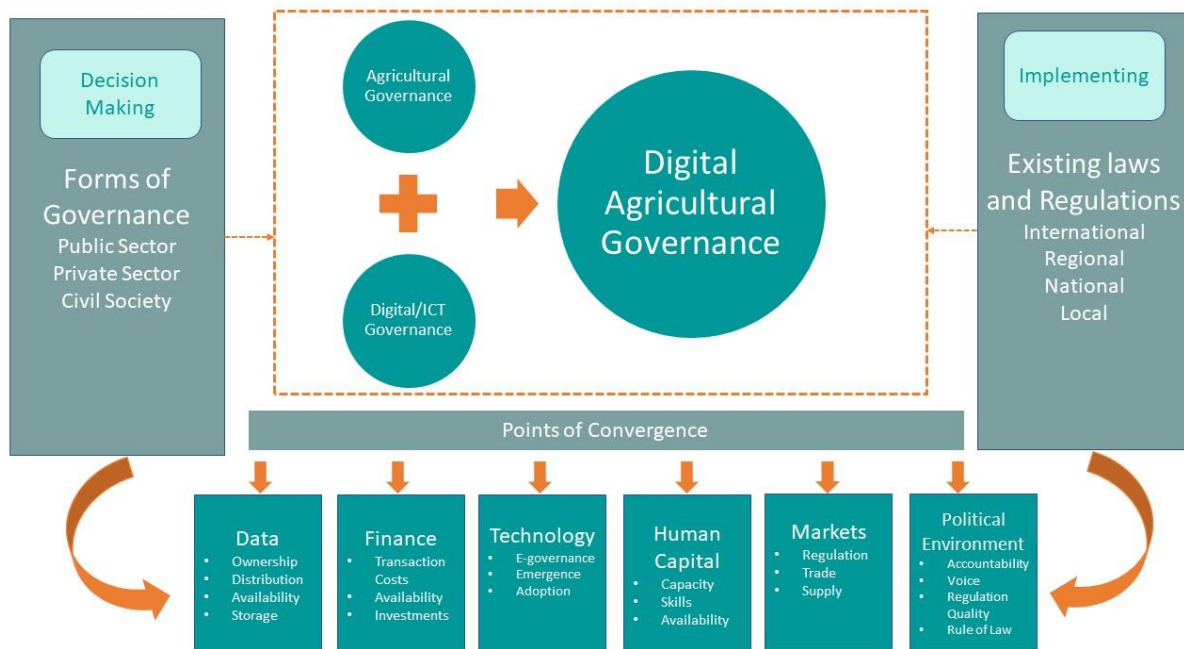 Decision
Making
Forms of
Governance
Public Sector
Private Sector
Civil Society
Agricultural
Governance
Digital/ICT
Governance
Digital
Agricultural
Governance
Implementing
Existing laws
and Regulations
International
Regional
National
Local
Points of Convergence
Data
• Ownership
• Distribution
• Availability
• Storage
Finance
• Transaction
Costs
• Availability
• Investments
Technology
• E-governance
• Emergence
• Adoption
Human
Capital
• Capacity
• Skills
• Availability
Markets
• Regulation
• Trade
• Supply
Political
Environment
• Accountability
• Voice
• Regulation
Quality
• Rule of Law